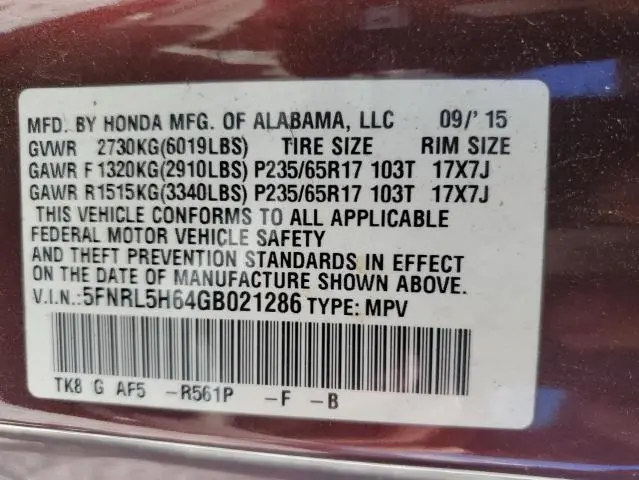 MFD. BY HONDA MFG. OF ALABAMA, LLC 09/' 15
GVWR 2730KG(6019LBS) TIRE SIZE RIM SIZE
GAWR F 1320KG(2910LBS) P235/65R17 103T 17X7J
GAWR R1515KG(3340LBS) P235/65R17 103T 17X7J
THIS VEHICLE CONFORMS TO ALL APPLICABLE
FEDERAL MOTOR VEHICLE SAFETY
AND THEFT PREVENTION STANDARDS IN EFFECT
ON THE DATE OF MANUFACTURE SHOWN ABOVE.
V.I.N.:5FNRL5H64GB021286 TYPE: MPV
TK8 G AF5 -R561P -F -B